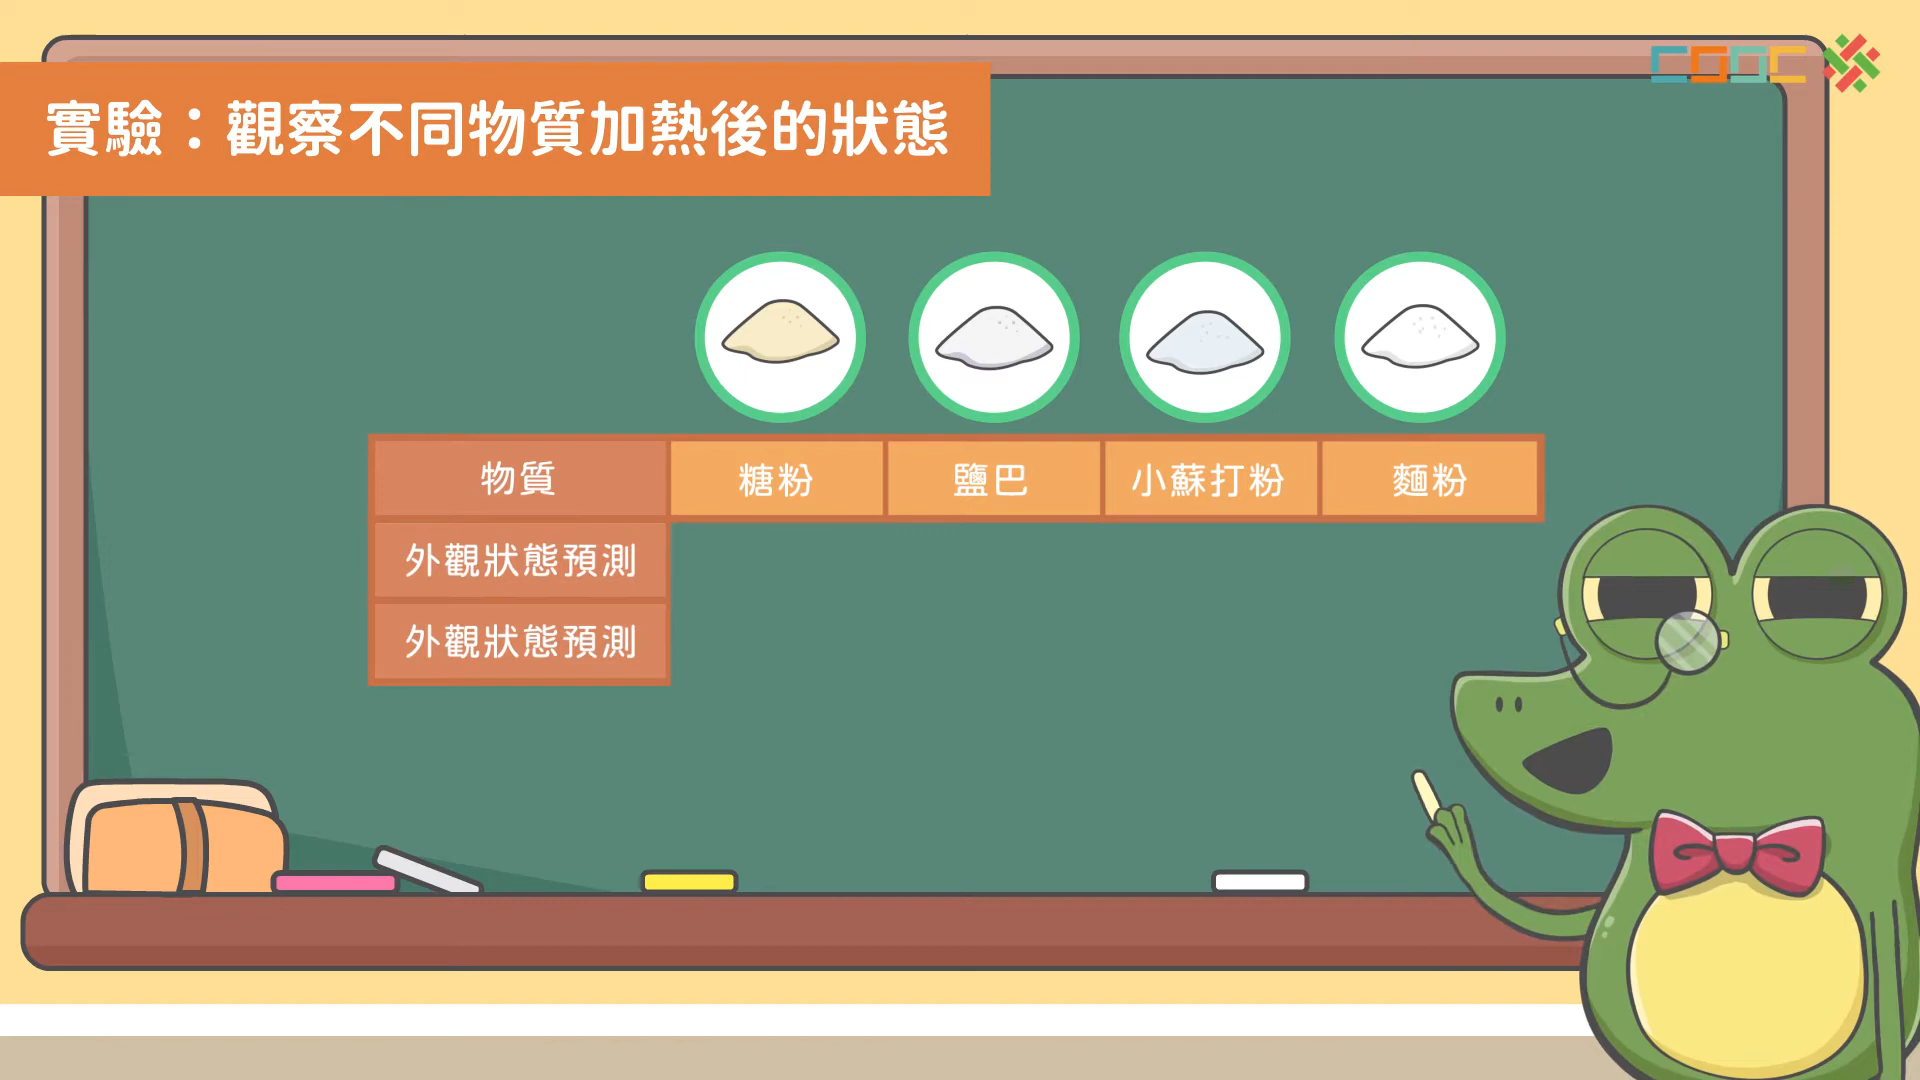 實驗：觀察不同物質加熱後的狀態
物質 糖粉 鹽巴 小蘇打粉 麵粉
外觀狀態預測
外觀狀態預測